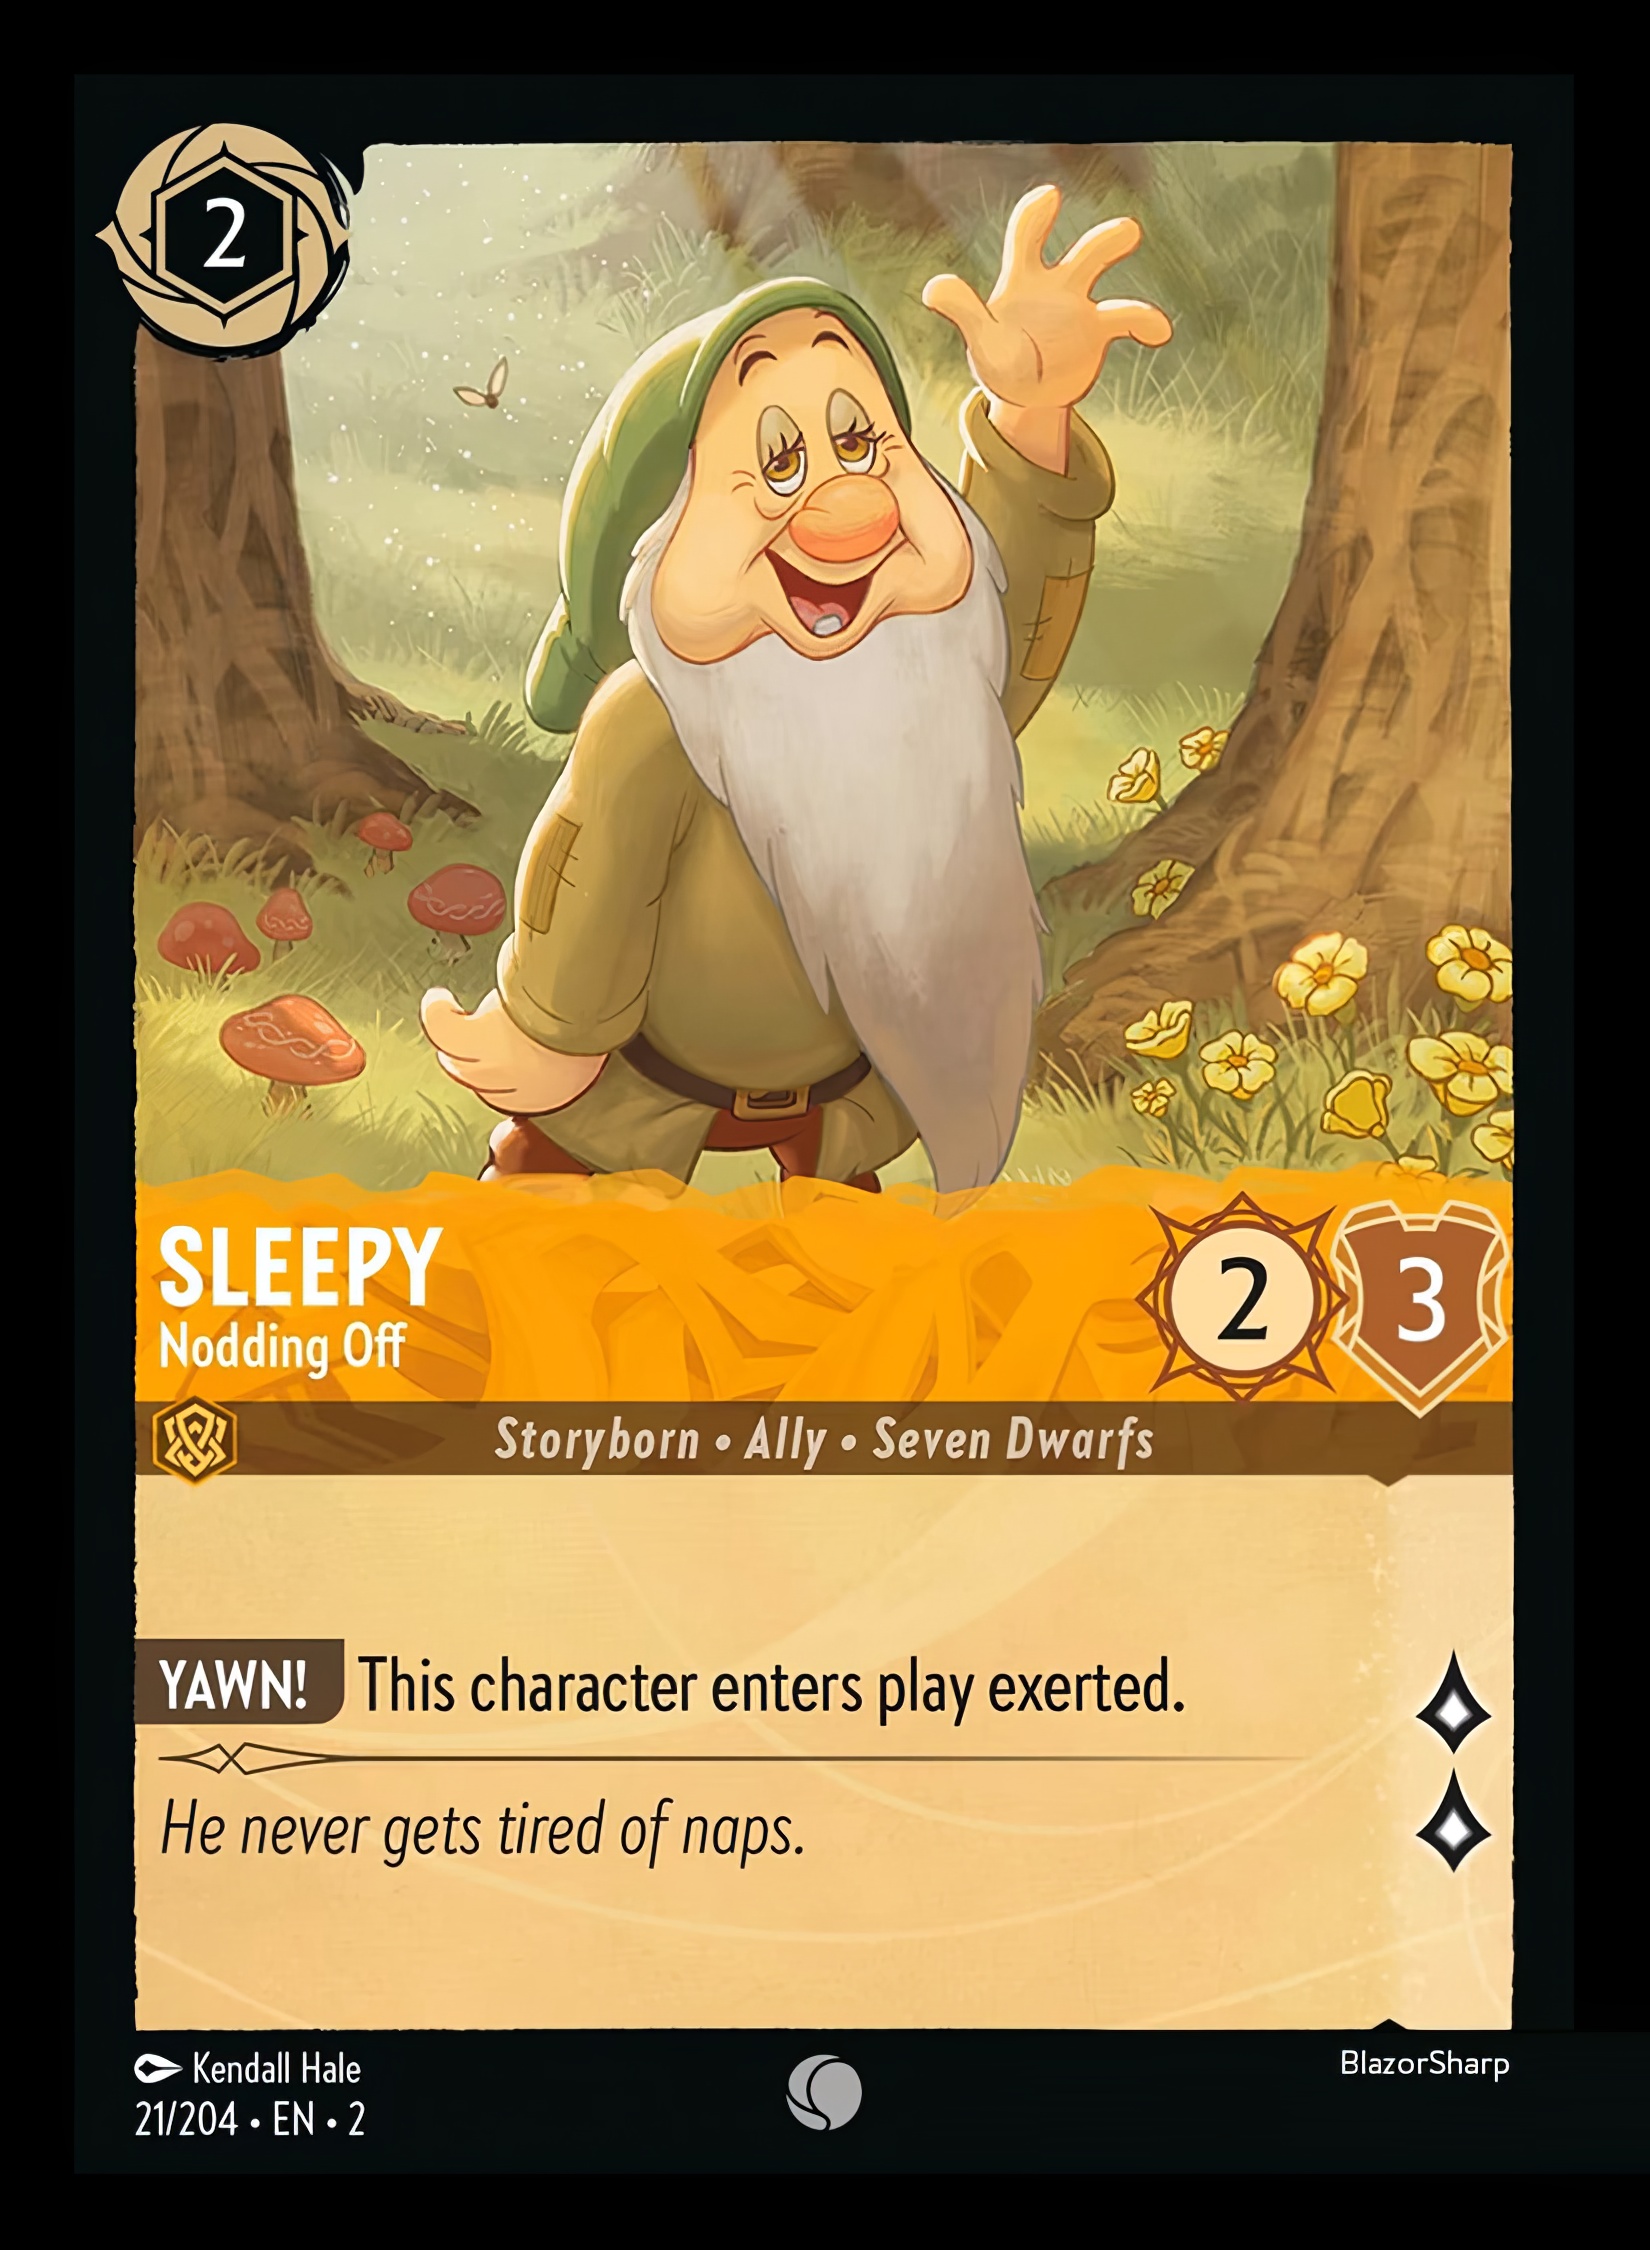 2
SLEEPY
Nodding Off
2 3
Storyborn • Ally • Seven Dwarfs
YAWN! This character enters play exerted.
He never gets tired of naps.
Kendall Hale
21/204 • EN • 2
BlazorSharp